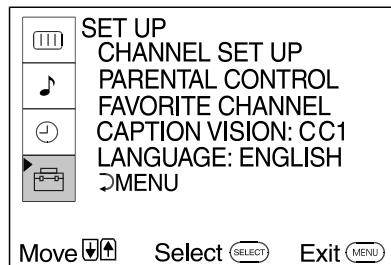 SET UP
CHANNEL SET UP
PARENTAL CONTROL
FAVORITE CHANNEL
CAPTION VISION: CC1
LANGUAGE: ENGLISH
MENU
Move Select SELECT Exit MENU